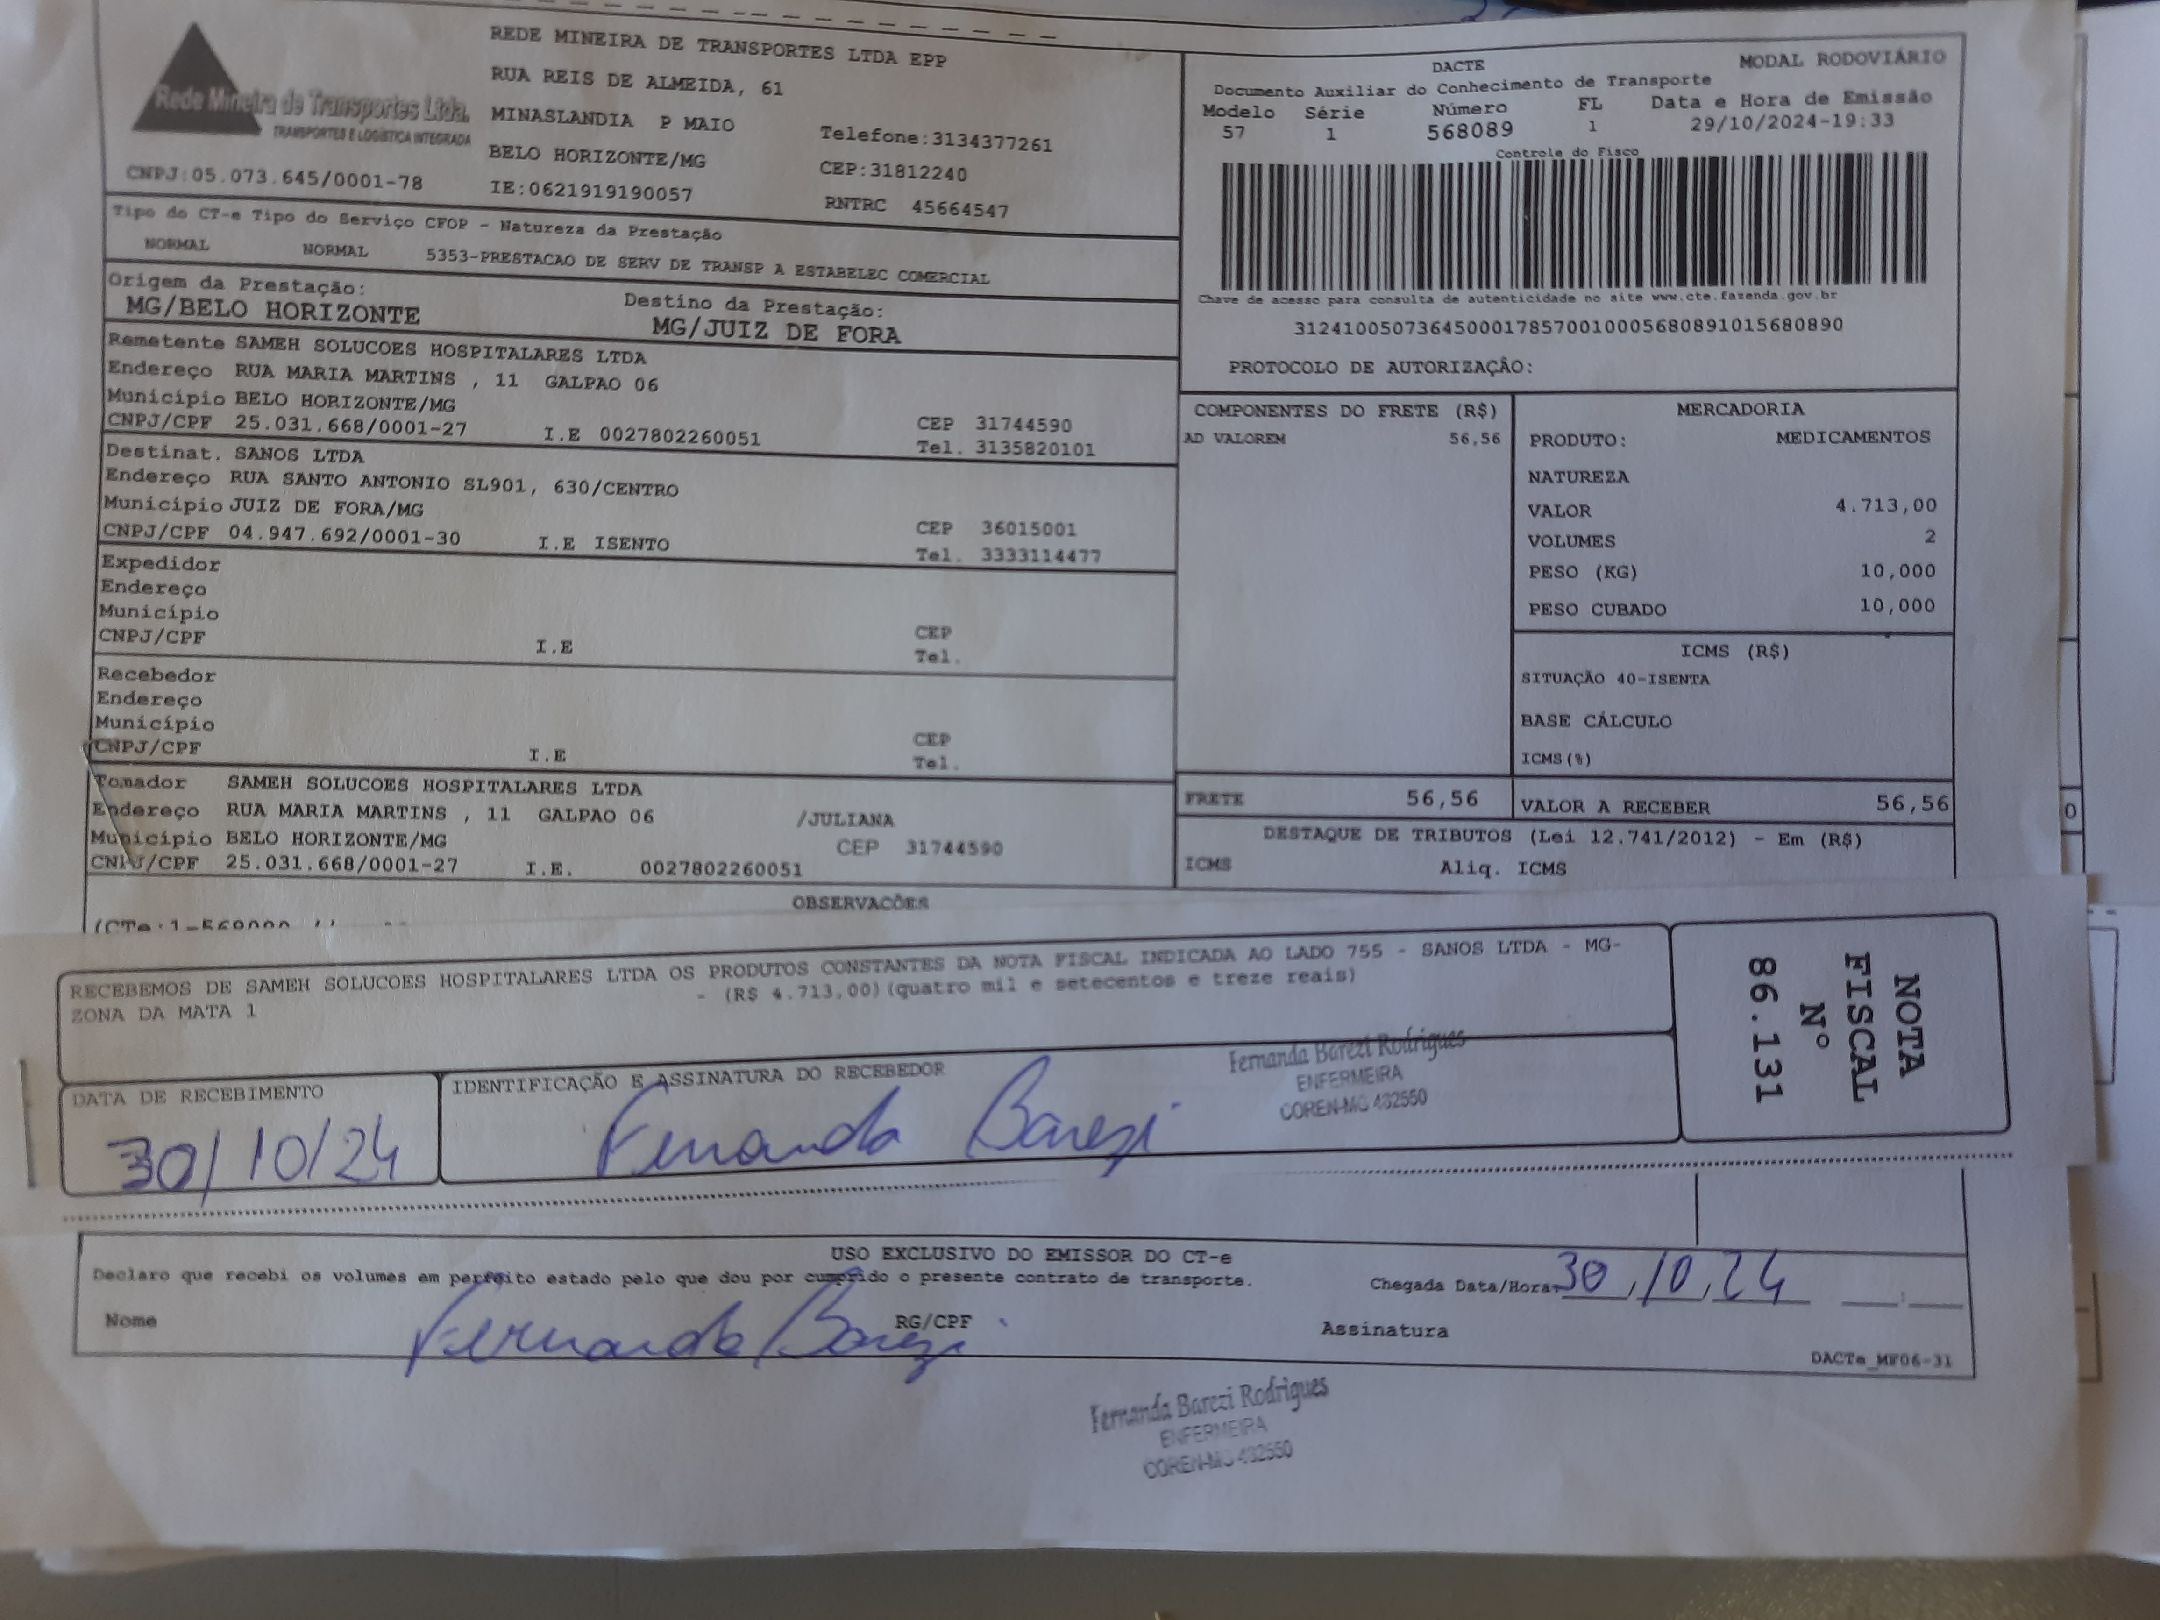 Rede Mineira de Transportes Ltda.
TRANSPORTES E LOGÍSTICA INTEGRADA
CNPJ:05.073.645/0001-78
REDE MINEIRA DE TRANSPORTES LTDA EPP
RUA REIS DE ALMEIDA, 61
MINASLANDIA P MAIO Telefone:3134377261
BELO HORIZONTE/MG CEP:31812240
IE:0621919190057 RNTRC 45664547
DACTE MODAL RODOVIÁRIO
Documento Auxiliar do Conhecimento de Transporte
Modelo Série Número FL Data e Hora de Emissão
57 1 568089 1 29/10/2024-19:33
Controle do Fisco
Chave de acesso para consulta de autenticidade no site www.cte.fazenda.gov.br
31241005073645000178570010005680891015680890
PROTOCOLO DE AUTORIZAÇÃO:
Tipo do CT-e Tipo do Serviço CFOP - Natureza da Prestação
NORMAL NORMAL 5353-PRESTACAO DE SERV DE TRANSP A ESTABELEC COMERCIAL
Origem da Prestação: Destino da Prestação:
MG/BELO HORIZONTE MG/JUIZ DE FORA
Remetente SAMEH SOLUCOES HOSPITALARES LTDA
Endereço RUA MARIA MARTINS , 11 GALPAO 06
Município BELO HORIZONTE/MG CEP 31744590
CNPJ/CPF 25.031.668/0001-27 I.E 0027802260051 Tel. 3135820101
Destinat. SANOS LTDA
Endereço RUA SANTO ANTONIO SL901, 630/CENTRO
Município JUIZ DE FORA/MG CEP 36015001
CNPJ/CPF 04.947.692/0001-30 I.E ISENTO Tel. 3333114477
Expedidor
Endereço
Município CEP
CNPJ/CPF I.E Tel.
Recebedor
Endereço
Município CEP
CNPJ/CPF I.E Tel.
Tomador SAMEH SOLUCOES HOSPITALARES LTDA
Endereço RUA MARIA MARTINS , 11 GALPAO 06 /JULIANA
Município BELO HORIZONTE/MG CEP 31744590
CNPJ/CPF 25.031.668/0001-27 I.E. 0027802260051
COMPONENTES DO FRETE (R$)
AD VALOREM 56,56
MERCADORIA
PRODUTO: MEDICAMENTOS
NATUREZA
VALOR 4.713,00
VOLUMES 2
PESO (KG) 10,000
PESO CUBADO 10,000
ICMS (R$)
SITUAÇÃO 40-ISENTA
BASE CÁLCULO
ICMS(%)
FRETE 56,56 VALOR A RECEBER 56,56
DESTAQUE DE TRIBUTOS (Lei 12.741/2012) - Em (R$)
ICMS Aliq. ICMS
OBSERVAÇÕES
RECEBEMOS DE SAMEH SOLUCOES HOSPITALARES LTDA OS PRODUTOS CONSTANTES DA NOTA FISCAL INDICADA AO LADO 755 - SANOS LTDA - MG-
ZONA DA MATA 1 - (R$ 4.713,00)(quatro mil e setecentos e treze reais)
NOTA
FISCAL
Nº
86.131
DATA DE RECEBIMENTO IDENTIFICAÇÃO E ASSINATURA DO RECEBEDOR
30/10/24 Fernanda Barezi
Fernanda Barezi Rodrigues
ENFERMEIRA
COREN-MG 432550
USO EXCLUSIVO DO EMISSOR DO CT-e
Declaro que recebi os volumes em perfeito estado pelo que dou por cumprido o presente contrato de transporte. Chegada Data/Hora: 30/10/24
Nome Fernanda Barezi RG/CPF Assinatura
DACTe_MF06-31
Fernanda Barezi Rodrigues
ENFERMEIRA
COREN-MG 432550